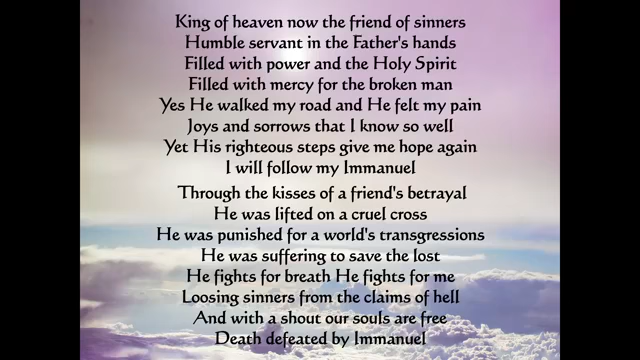 King of heaven now the friend of sinners
Humble servant in the Father's hands
Filled with power and the Holy Spirit
Filled with mercy for the broken man
Yes He walked my road and He felt my pain
Joys and sorrows that I know so well
Yet His righteous steps give me hope again
I will follow my Immanuel
Through the kisses of a friend's betrayal
He was lifted on a cruel cross
He was punished for a world's transgressions
He was suffering to save the lost
He fights for breath He fights for me
Loosing sinners from the claims of hell
And with a shout our souls are free
Death defeated by Immanuel